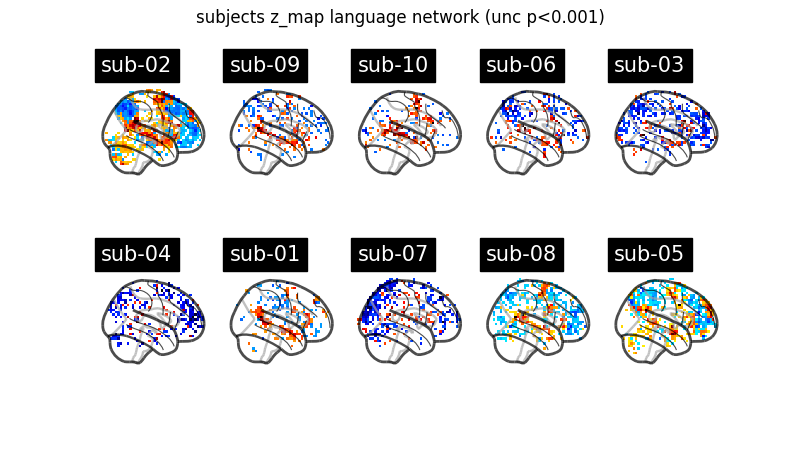 subjects z_map language network (unc p<0.001)
sub-02 sub-09 sub-10 sub-06 sub-03
sub-04 sub-01 sub-07 sub-08 sub-05